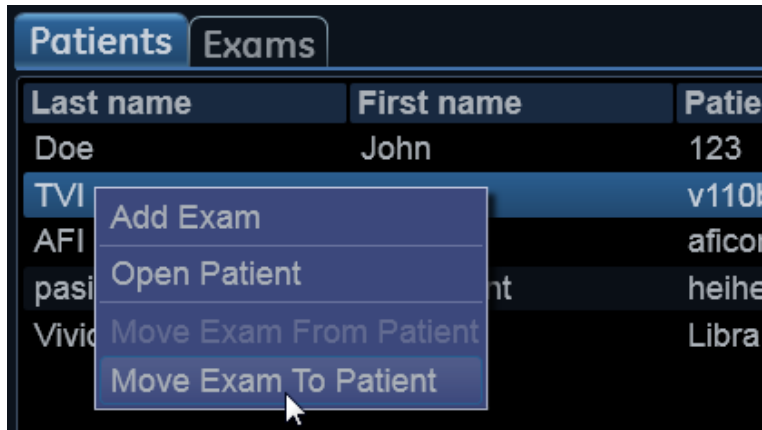 Patients Exams
Last name First name Patie
Doe John 123
TVI v110
Add Exam
AFI aficor
Open Patient
pasi nt heihe
Move Exam From Patient
Vivid Libra
Move Exam To Patient